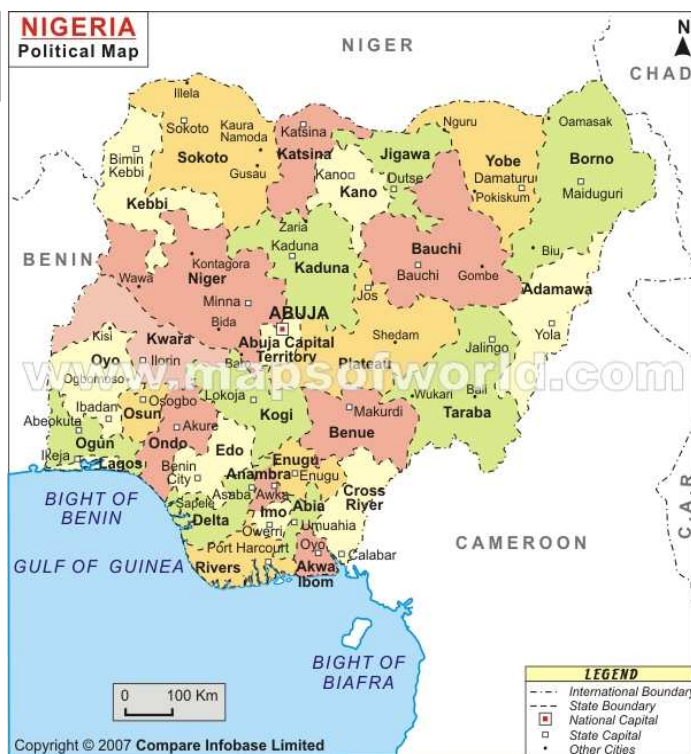 NIGERIA
Political Map
N
NIGER
CHAD
Illela
Sokoto
Kaura
Namoda
Sokoto
Gusau
Katsina
Katsina
Nguru
Oamasak
Jigawa
Yobe
Borno
Bimin
Kebbi
Kebbi
Kano
Kano
Dutse
Damaturu
Pokiskum
Maiduguri
Zaria
Kaduna
Kaduna
Bauchi
Bauchi
Gombe
Biu
BENIN
Wawa
Kontagora
Niger
Minna
Bida
Jos
Adamawa
Yola
ABUJA
Abuja Capital
Territory
Shedam
Plateau
Jalingo
Kisi
Kwara
Oyo
Ilorin
Baro
www.mapsofworld.com
Ogbomoso
Lokoja
Kogi
Wukari
Bali
Taraba
Ibadan
Osogbo
Osun
Makurdi
Benue
Abeokuta
Ogun
Akure
Ondo
Edo
Ikeja
Lagos
Benin
City
Enugu
Enugu
Anambra
Asaba
Awka
Cross
River
Sapele
Delta
Imo
Abia
Owerri
Umuahia
Port Harcourt
Rivers
Oyo
Akwa
Ibom
Calabar
BIGHT OF
BENIN
GULF OF GUINEA
CAMEROON
C.A.R
BIGHT OF
BIAFRA
0 100 Km
LEGEND
International Boundary
State Boundary
National Capital
State Capital
Other Cities
Copyright © 2007 Compare Infobase Limited